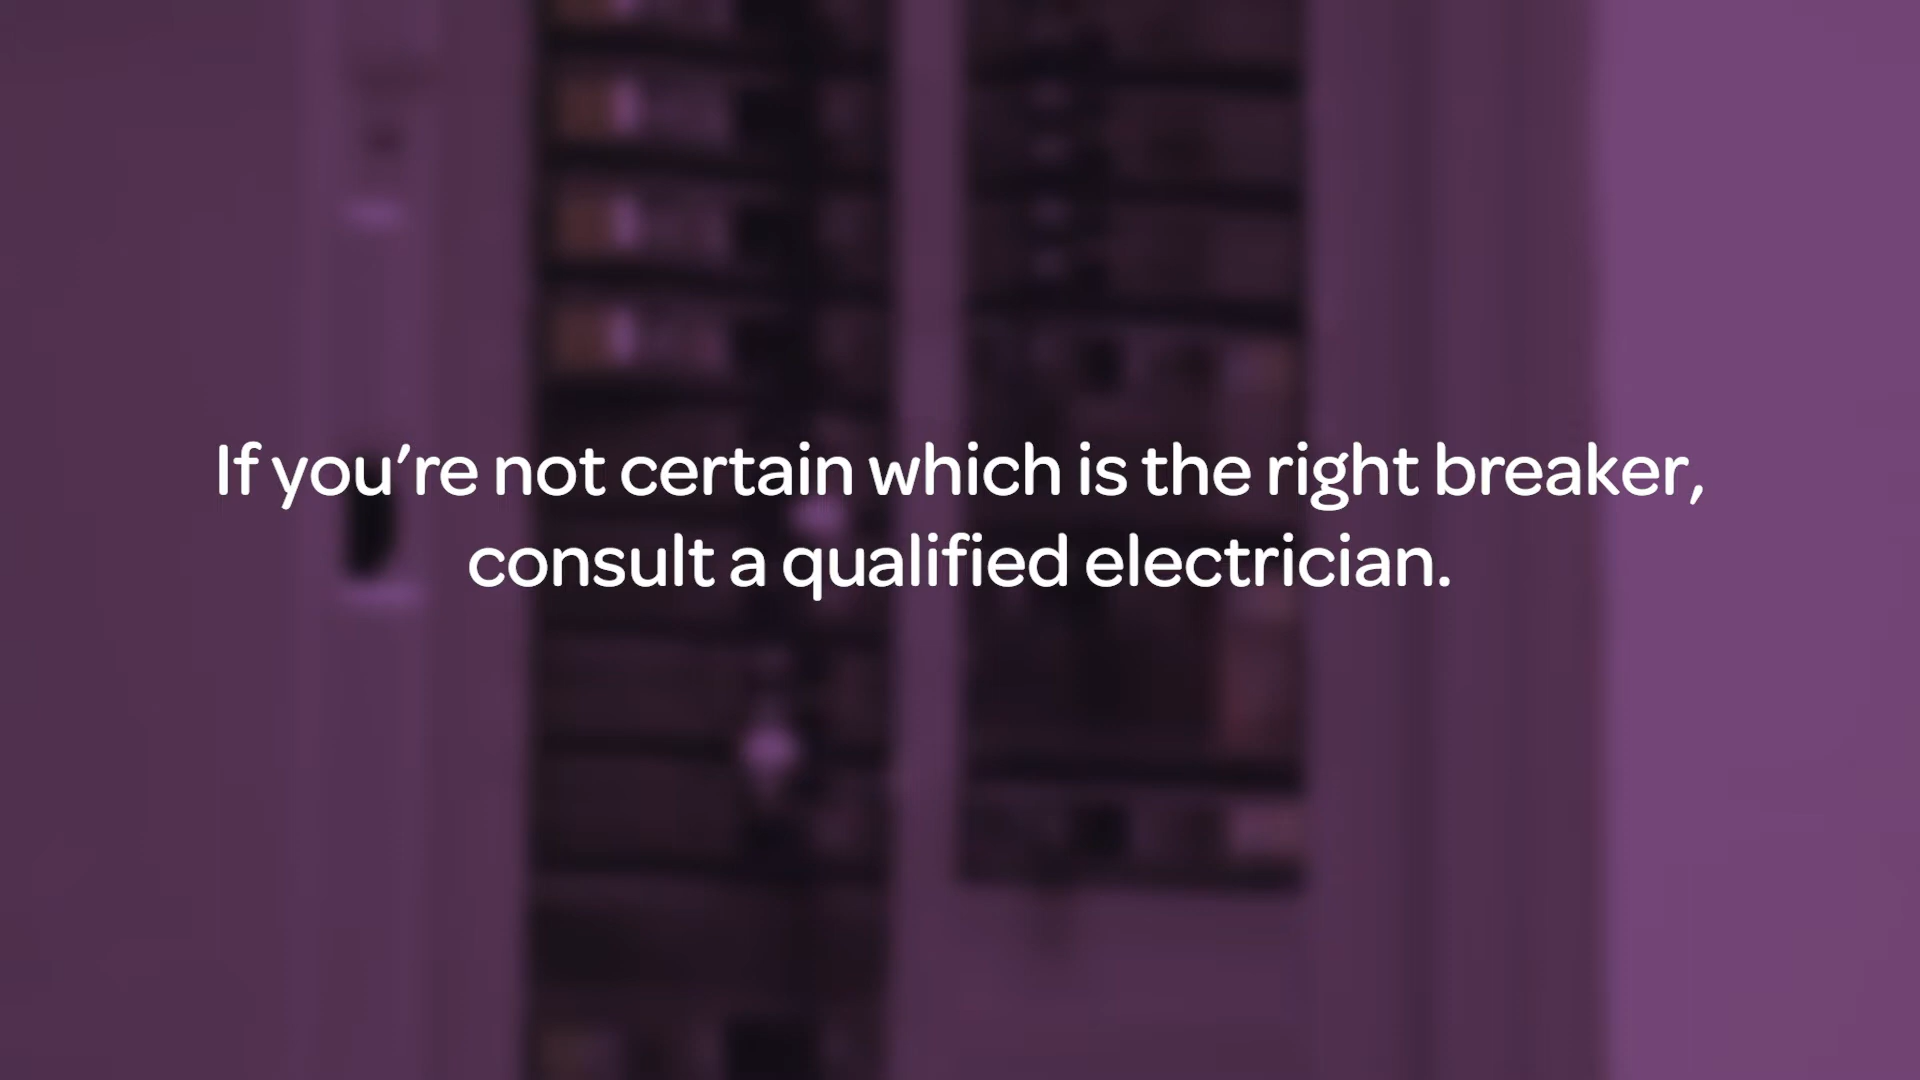 If you’re not certain which is the right breaker,
consult a qualified electrician.